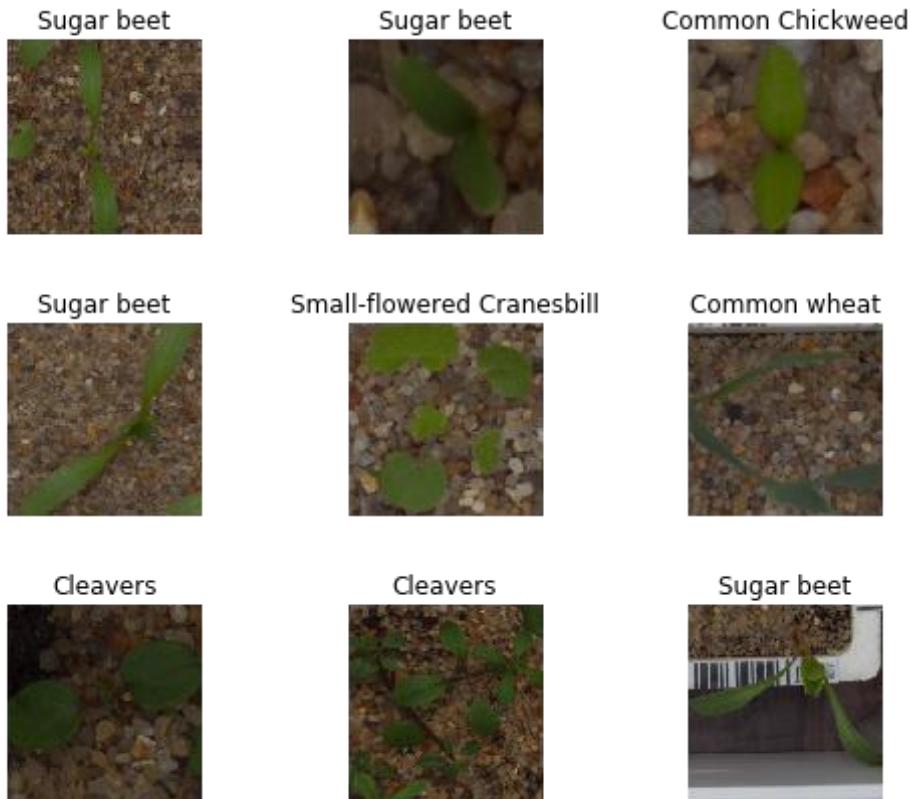 Sugar beet
Sugar beet
Common Chickweed
Sugar beet
Small-flowered Cranesbill
Common wheat
Cleavers
Cleavers
Sugar beet